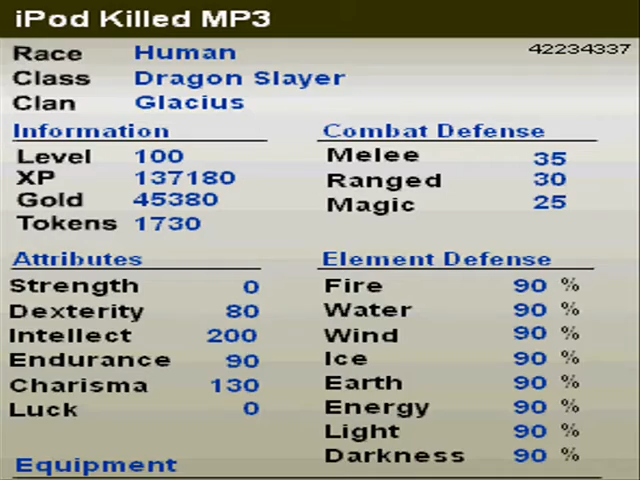 iPod Killed MP3
Race Human 42234337
Class Dragon Slayer
Clan Glacius
Information
Level 100
XP 137180
Gold 45380
Tokens 1730
Combat Defense
Melee 35
Ranged 30
Magic 25
Attributes
Strength 0
Dexterity 80
Intellect 200
Endurance 90
Charisma 130
Luck 0
Element Defense
Fire 90 %
Water 90 %
Wind 90 %
Ice 90 %
Earth 90 %
Energy 90 %
Light 90 %
Darkness 90 %
Equipment